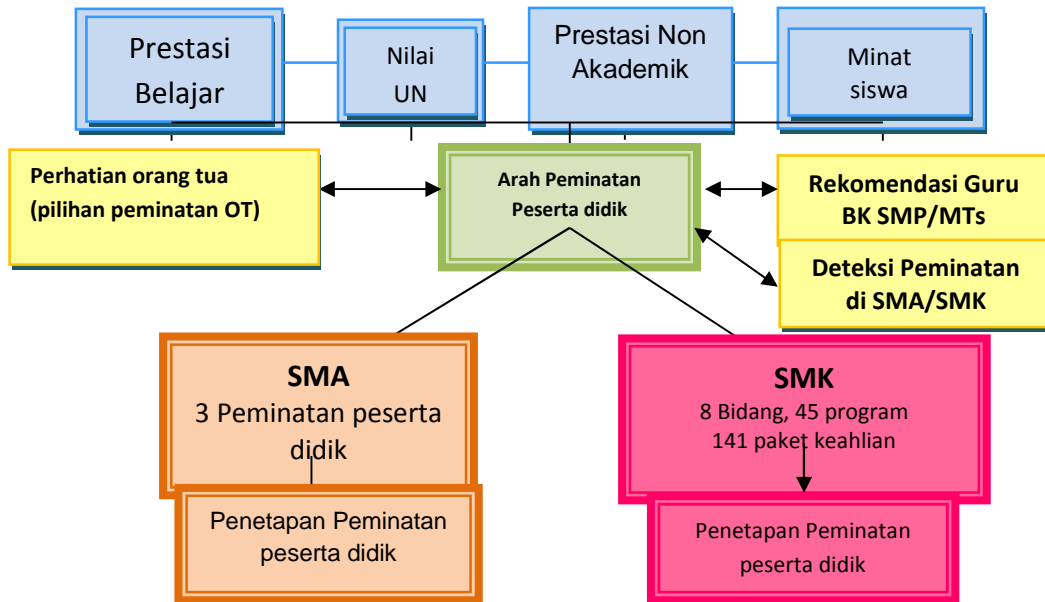 Prestasi
Belajar
Nilai
UN
Prestasi Non
Akademik
Minat
siswa
Perhatian orang tua
(pilihan peminatan OT)
Arah Peminatan
Peserta didik
Rekomendasi Guru
BK SMP/MTs
Deteksi Peminatan
di SMA/SMK
SMA
3 Peminatan peserta
didik
SMK
8 Bidang, 45 program
141 paket keahlian
Penetapan Peminatan
peserta didik
Penetapan Peminatan
peserta didik